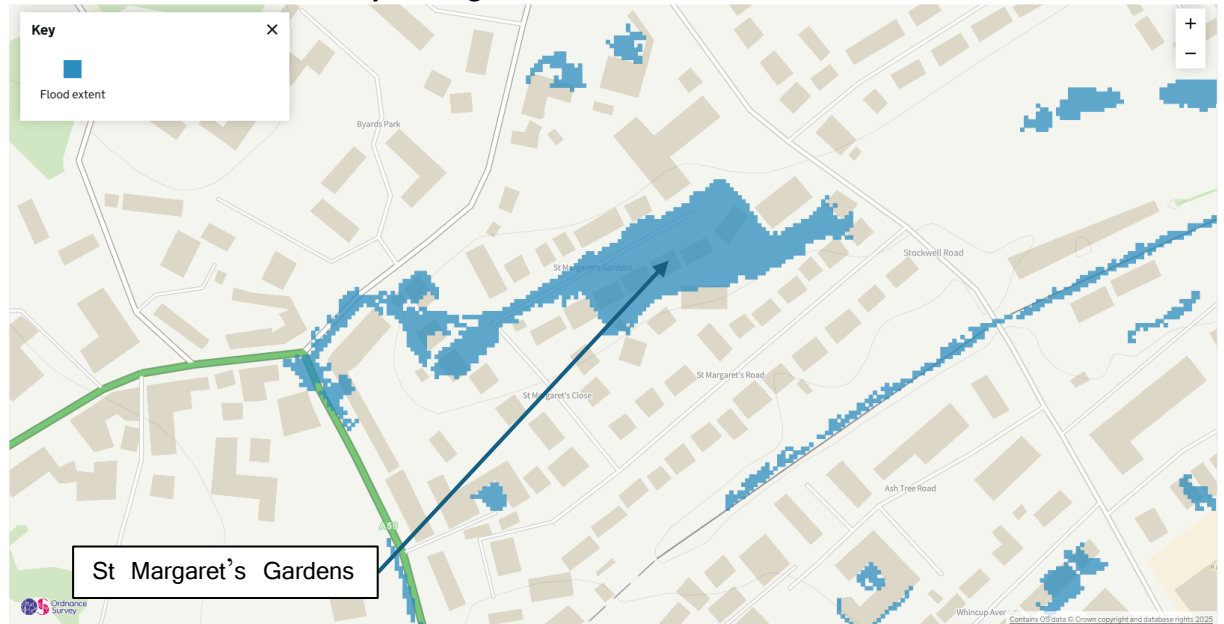 Key
×
Flood extent
+
−
Byards Park
St Margaret's Gardens
Stockwell Road
St Margaret's Road
St Margaret's Close
Ash Tree Road
A 59
St Margaret's Gardens
Ordnance
Survey
Whincup Avenue
Contains OS data © Crown copyright and database rights 2025